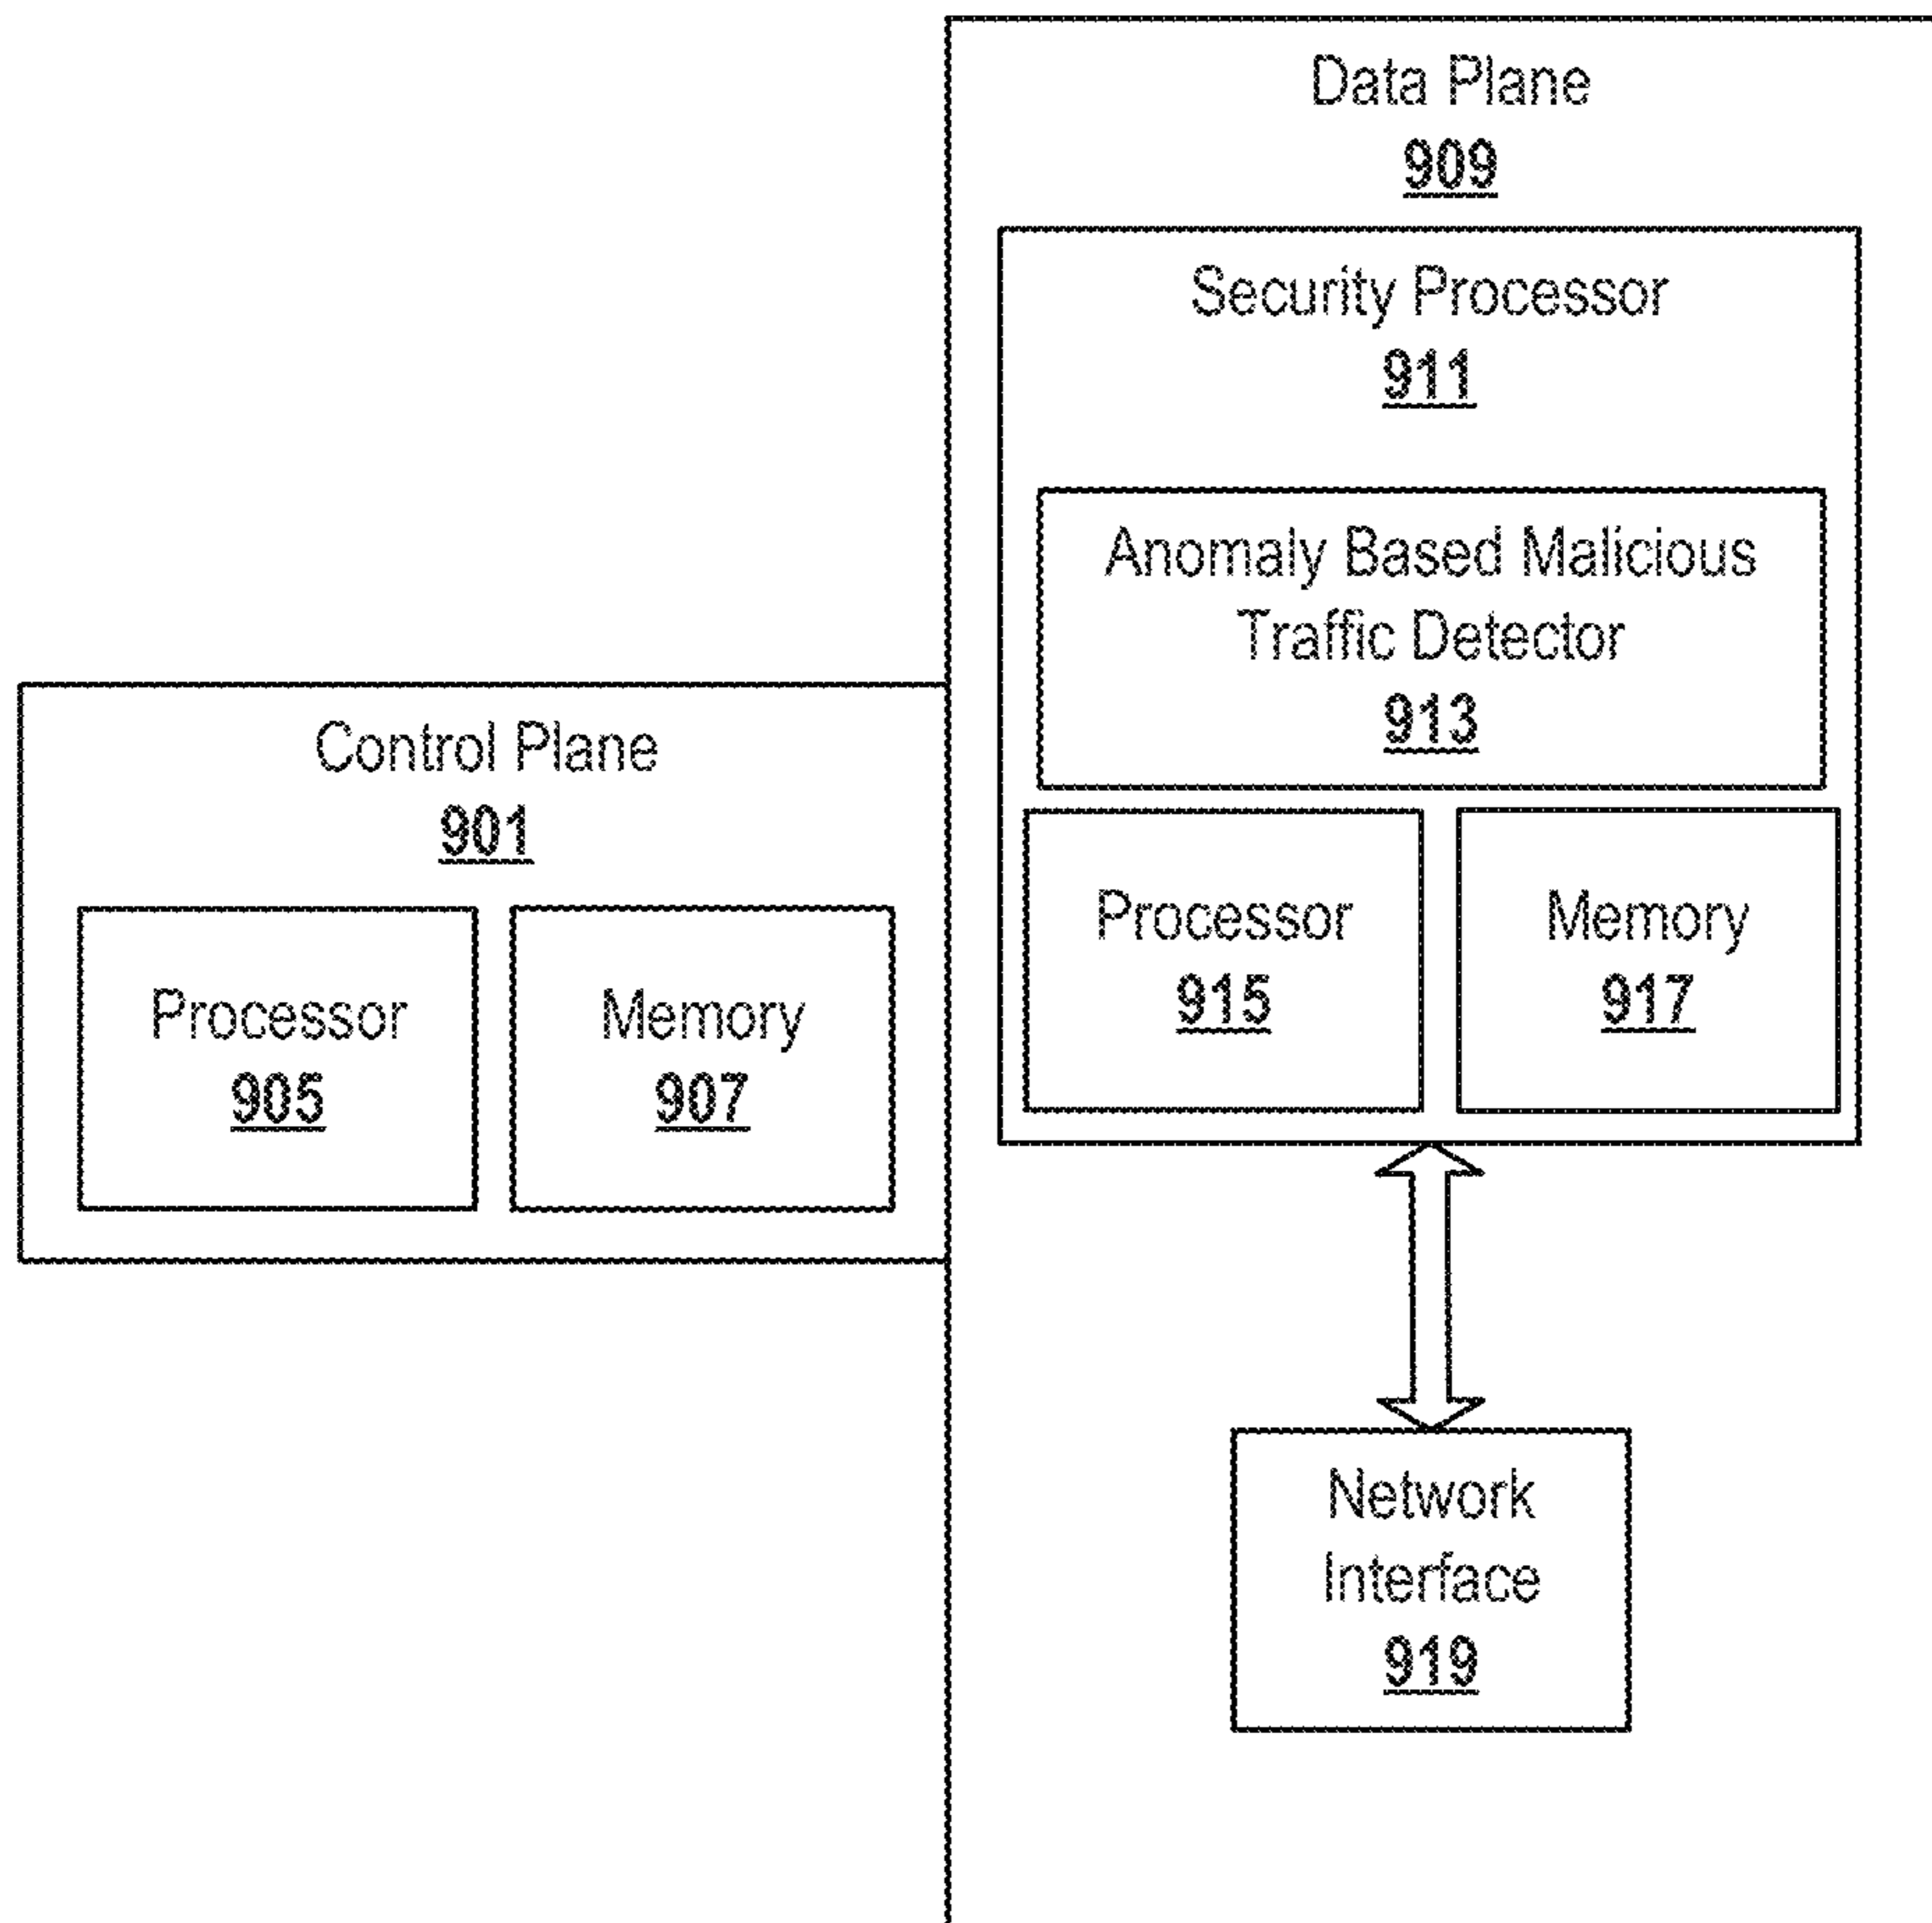 Data Plane
909
Security Processor
911
Anomaly Based Malicious
Traffic Detector
913
Processor
915
Memory
917
Control Plane
901
Processor
905
Memory
907
Network
Interface
919